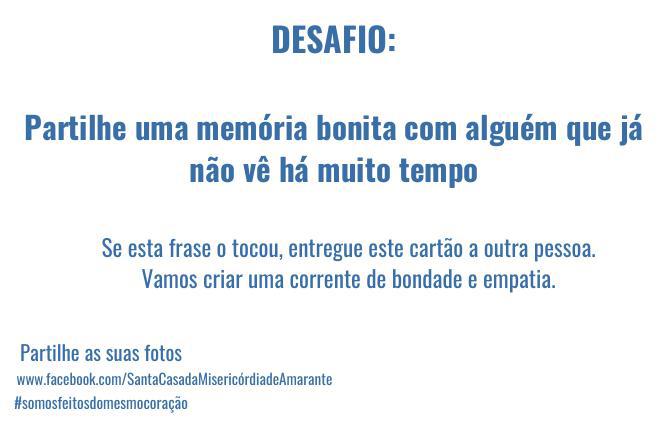 DESAFIO:
Partilhe uma memória bonita com alguém que já
não vê há muito tempo
Se esta frase o tocou, entregue este cartão a outra pessoa.
Vamos criar uma corrente de bondade e empatia.
Partilhe as suas fotos
www.facebook.com/SantaCasadaMisericórdiadeAmarante
#somosfeitosdomesmocoração